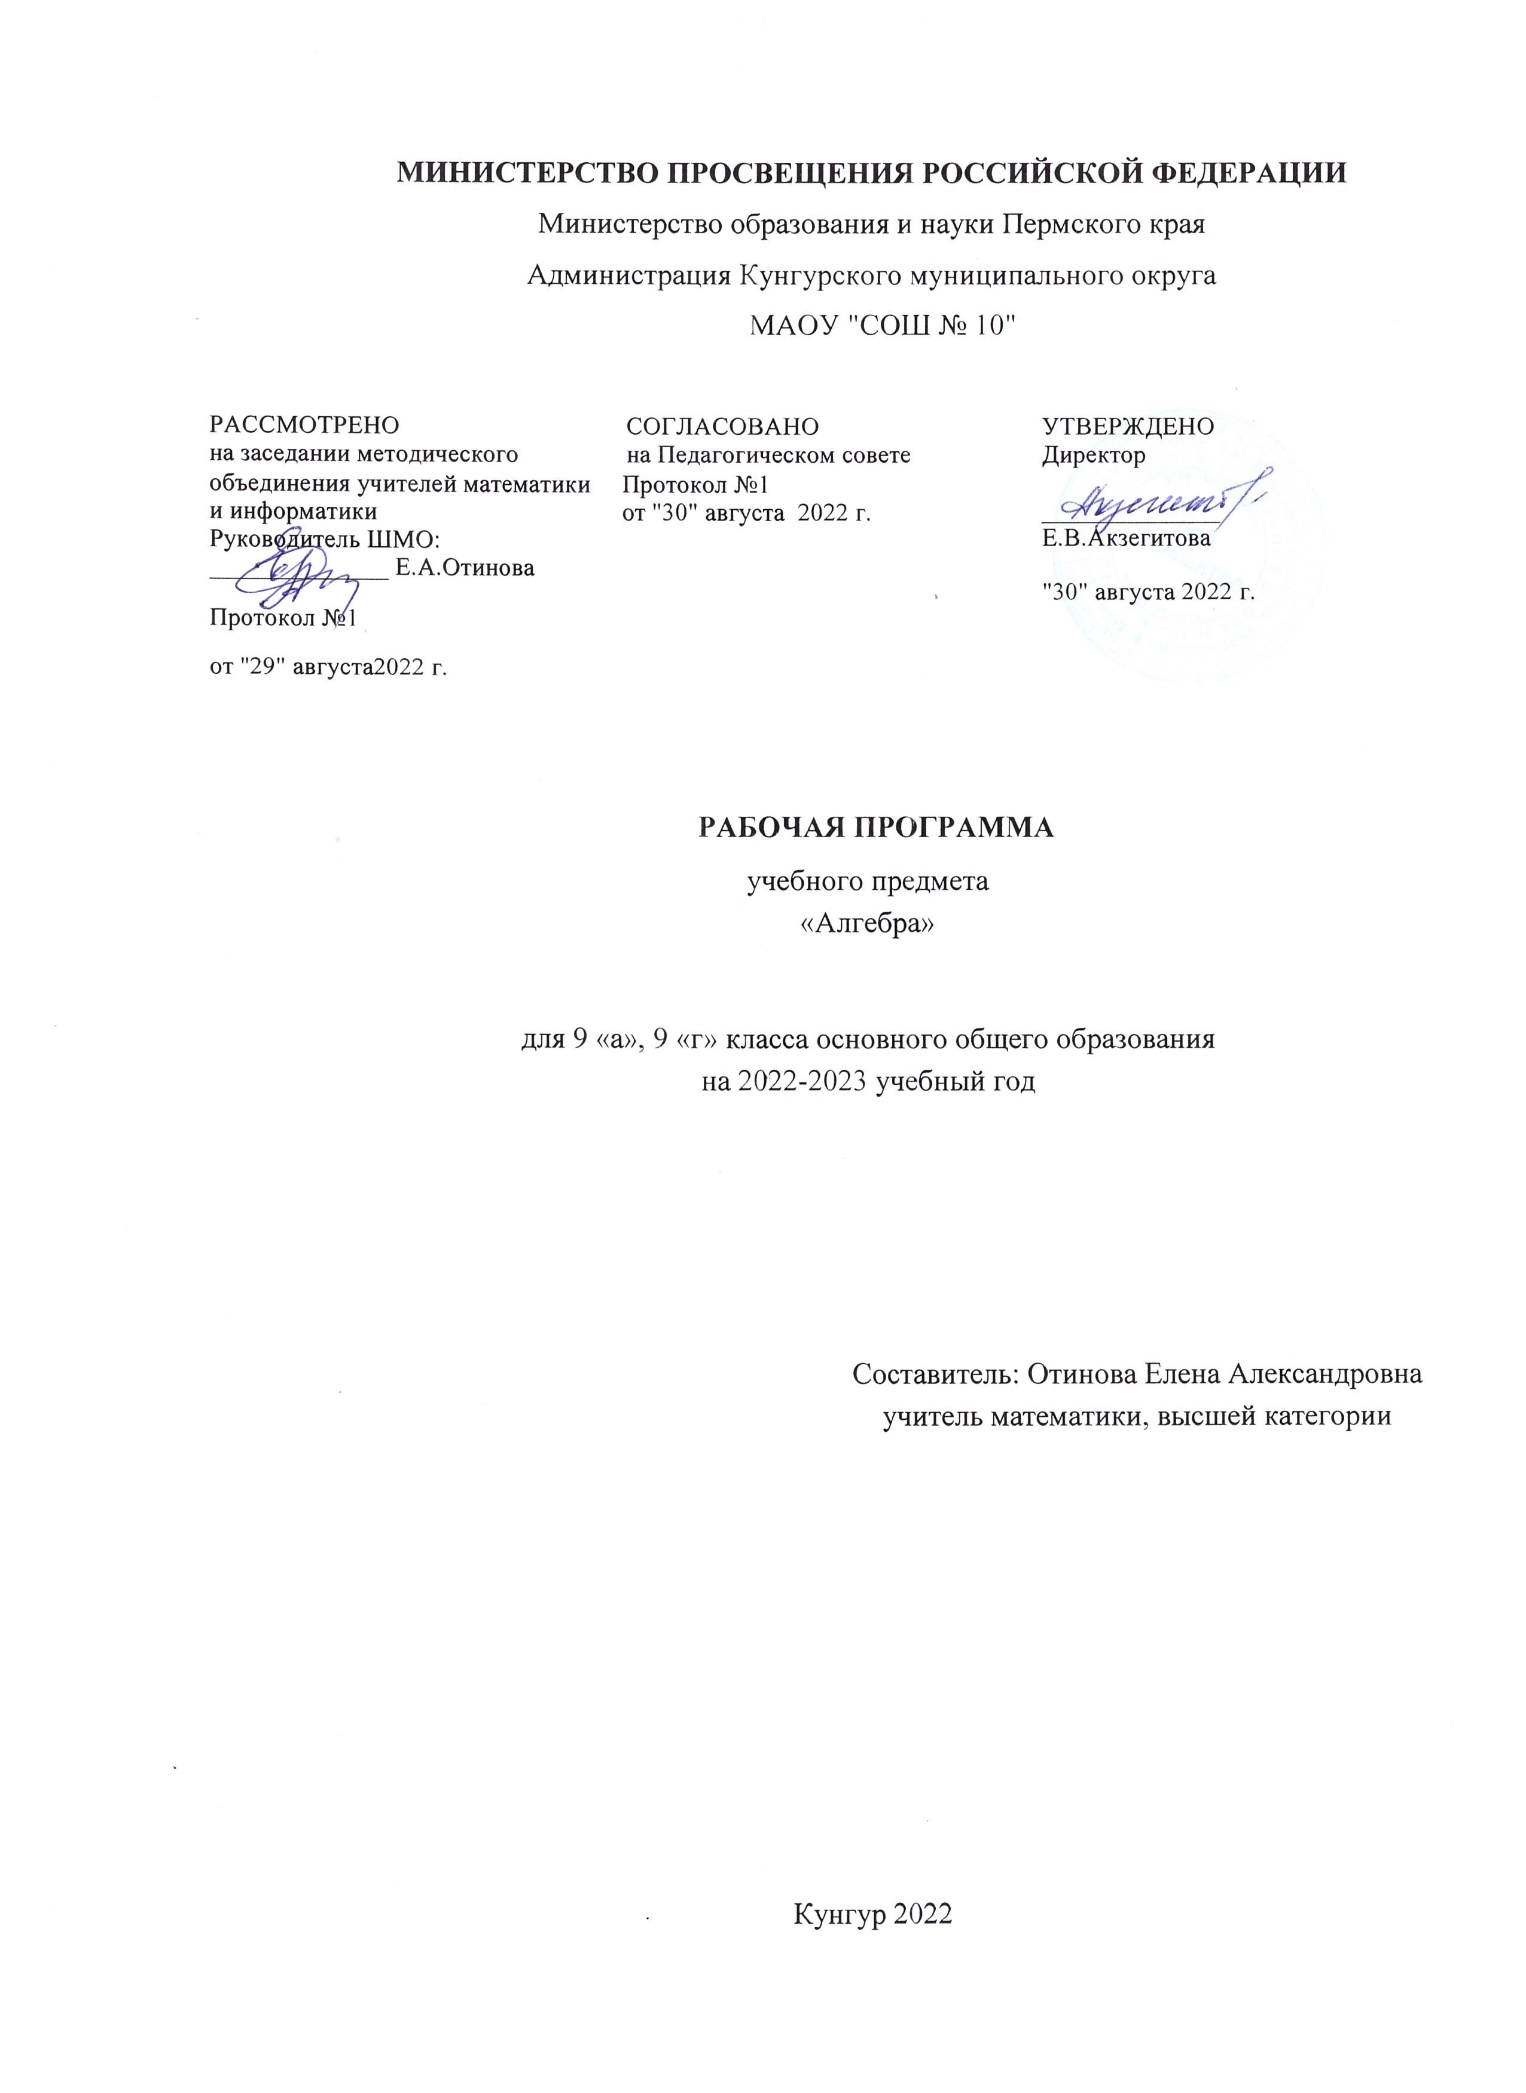 МИНИСТЕРСТВО ПРОСВЕЩЕНИЯ РОССИЙСКОЙ ФЕДЕРАЦИИ
Министерство образования и науки Пермского края
Администрация Кунгурского муниципального округа
МАОУ "СОШ № 10"
РАССМОТРЕНО
на заседании методического
объединения учителей математики
и информатики
Руководитель ШМО:
______________ Е.А.Отинова
Протокол №1
от "29" августа2022 г.
СОГЛАСОВАНО
на Педагогическом совете
Протокол №1
от "30" августа 2022 г.
УТВЕРЖДЕНО
Директор
______________
Е.В.Акзегитова
"30" августа 2022 г.
РАБОЧАЯ ПРОГРАММА
учебного предмета
«Алгебра»
для 9 «а», 9 «г» класса основного общего образования
на 2022-2023 учебный год
Составитель: Отинова Елена Александровна
учитель математики, высшей категории
Кунгур 2022